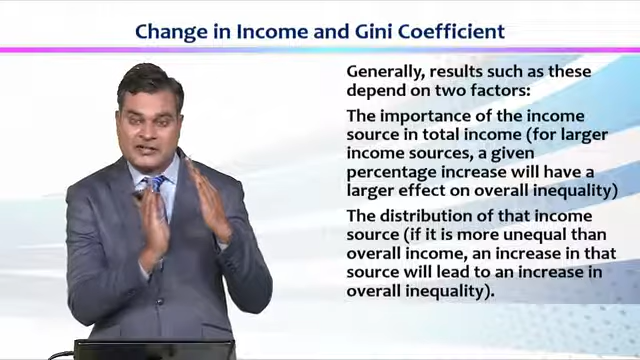 Change in Income and Gini Coefficient
Generally, results such as these
depend on two factors:
The importance of the income
source in total income (for larger
income sources, a given
percentage increase will have a
larger effect on overall inequality)
The distribution of that income
source (if it is more unequal than
overall income, an increase in that
source will lead to an increase in
overall inequality).